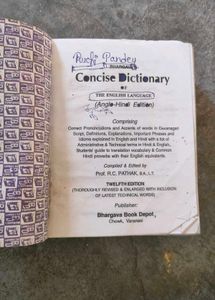 Ruchi Pandey
BHARGAVA'S
Concise Dictionary
OF
THE ENGLISH LANGUAGE
(Anglo-Hindi Edition)
Comprising
Correct Pronunciations and Accents of words in Devanagari
Script, Definitions, Explanations, Important Phrases and
Idioms explained in English and Hindi with a list of
Administrative & Technical terms in Hindi & English,
Students' guide to translation vocabulary & Common
Hindi proverbs with their English equivalents.
Compiled & Edited by
Prof. R.C. PATHAK, B.A., L.T.
TWELFTH EDITION
(THOROUGHLY REVISED & ENLARGED WITH INCLUSION
OF LATEST TECHNICAL WORDS)
Publisher:
Bhargava Book Depot,
Chowk, Varanasi